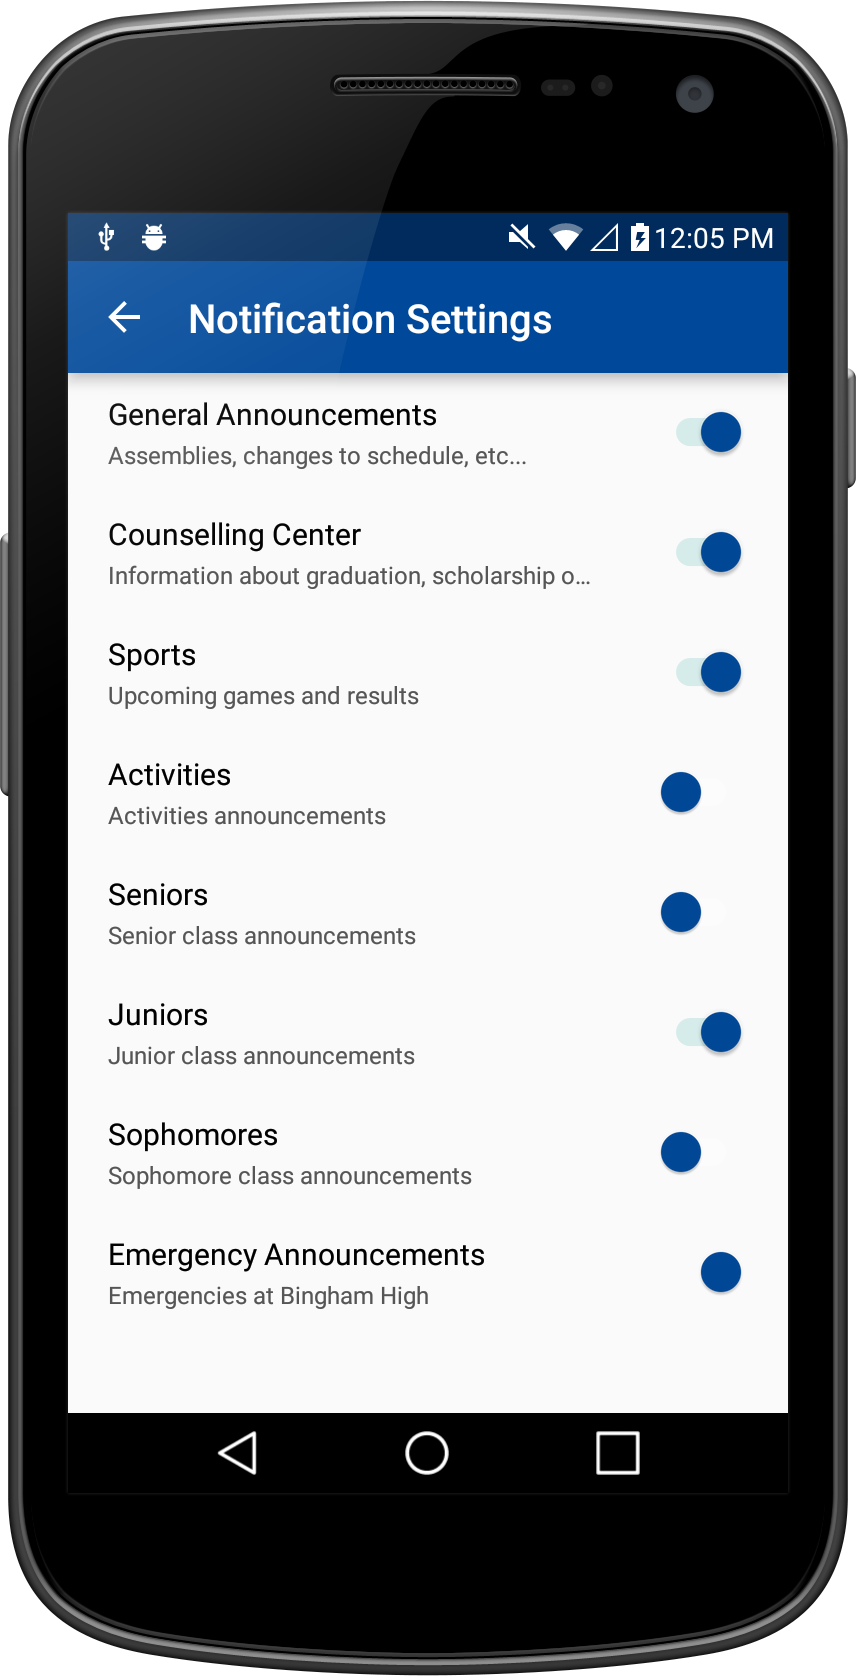 12:05 PM
Notification Settings
General Announcements
Assemblies, changes to schedule, etc...
Counselling Center
Information about graduation, scholarship o...
Sports
Upcoming games and results
Activities
Activities announcements
Seniors
Senior class announcements
Juniors
Junior class announcements
Sophomores
Sophomore class announcements
Emergency Announcements
Emergencies at Bingham High